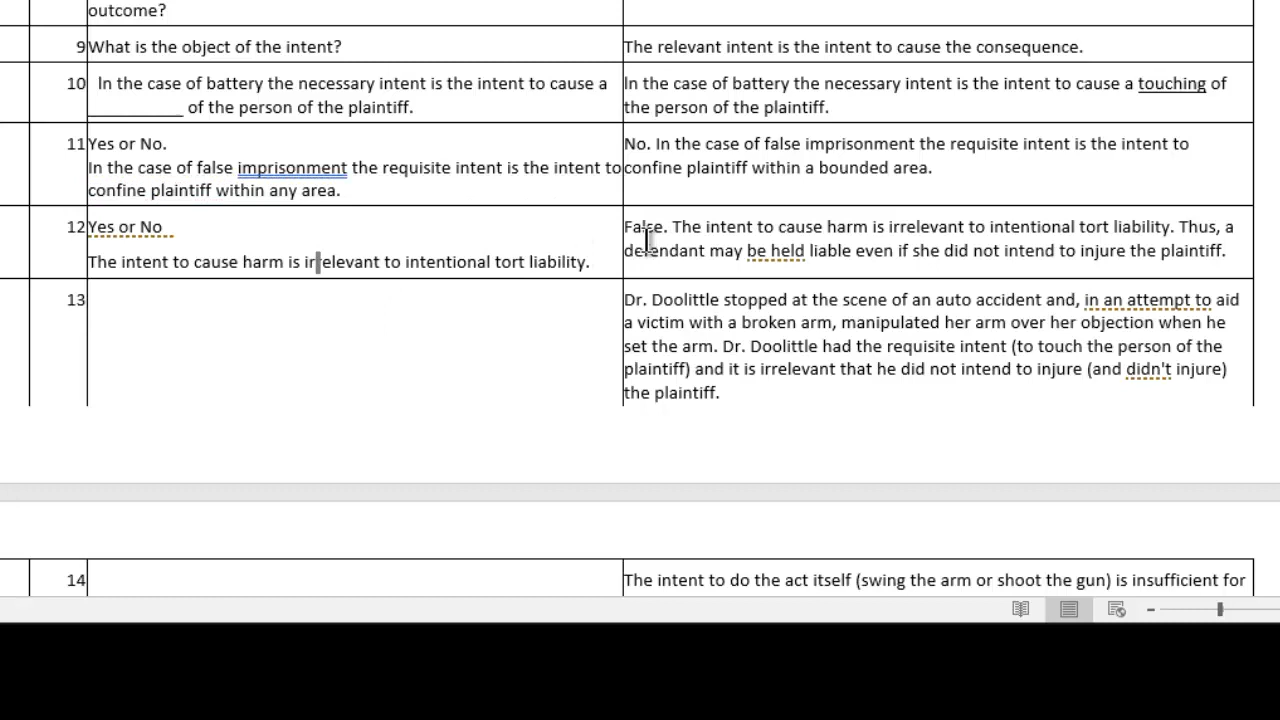 outcome?
9 What is the object of the intent? The relevant intent is the intent to cause the consequence.
10 In the case of battery the necessary intent is the intent to cause a
___________ of the person of the plaintiff.
In the case of battery the necessary intent is the intent to cause a touching of
the person of the plaintiff.
11 Yes or No.
In the case of false imprisonment the requisite intent is the intent to
confine plaintiff within any area.
No. In the case of false imprisonment the requisite intent is the intent to
confine plaintiff within a bounded area.
12 Yes or No
The intent to cause harm is irrelevant to intentional tort liability.
False. The intent to cause harm is irrelevant to intentional tort liability. Thus, a
defendant may be held liable even if she did not intend to injure the plaintiff.
13 Dr. Doolittle stopped at the scene of an auto accident and, in an attempt to aid
a victim with a broken arm, manipulated her arm over her objection when he
set the arm. Dr. Doolittle had the requisite intent (to touch the person of the
plaintiff) and it is irrelevant that he did not intend to injure (and didn't injure)
the plaintiff.
14 The intent to do the act itself (swing the arm or shoot the gun) is insufficient for